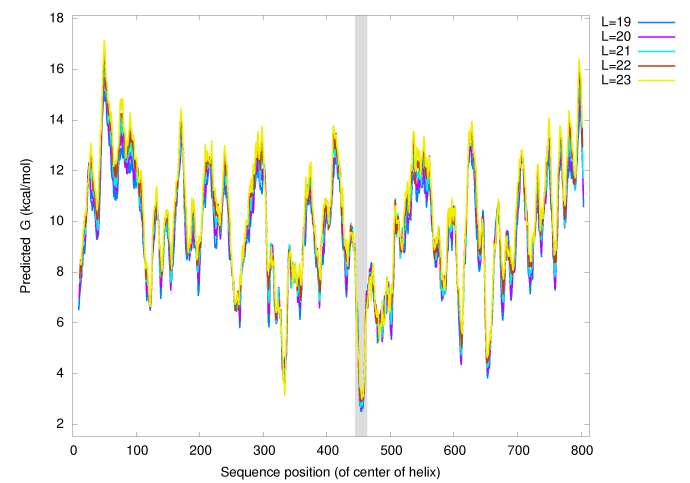 18
16
14
12
10
8
6
4
2
0
100
200
300
400
500
600
700
800
Predicted G (kcal/mol)
Sequence position (of center of helix)
L=19
L=20
L=21
L=22
L=23